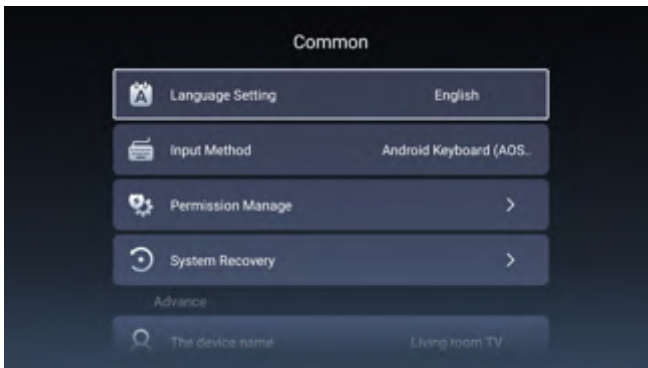 Common
Language Setting English
Input Method Android Keyboard (AOS..
Permission Manage
System Recovery
Advance
The device name Living room TV